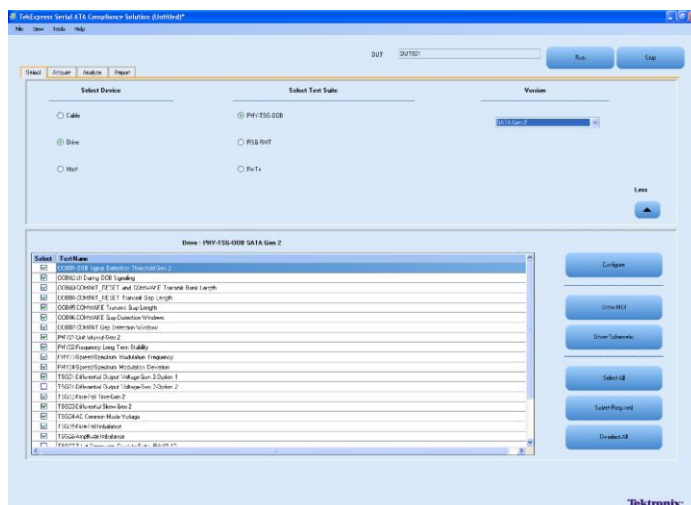 TekExpress Serial ATA Compliance Solution (Untitled)*
File View Tools Help
DUT DUT001
Run
Stop
Select Acquire Analyze Report
Select Device
Select Test Suite
Version
Cable
PHY-TSG-OOB
SATA Gen 2
Drive
RSG-RMT
Host
Rx-Tx
Less
Drive : PHY-TSG-OOB SATA Gen 2
Select Test Name
OOB01-OOB Signal Detection Threshold Gen 2
OOB02-UI During OOB Signaling
OOB03-COMINIT_RESET and COMWAKE Transmit Burst Length
OOB04-COMINIT_RESET Transmit Gap Length
OOB05-COMWAKE Transmit Gap Length
OOB06-COMWAKE Gap Detection Windows
OOB07-COMINIT Gap Detection Windows
PHY01-Unit Interval Gen 2
PHY02-Frequency Long Term Stability
PHY03-Spread Spectrum Modulation Frequency
PHY04-Spread Spectrum Modulation Deviation
TSG01-Differential Output Voltage-Gen 2 Option 1
TSG01-Differential Output Voltage-Gen 2 Option 2
TSG02-Rise-Fall Time-Gen 2
TSG03-Differential Skew Gen 2
TSG04-AC Common Mode Voltage
TSG05-Rise-Fall Imbalance
TSG06-Amplitude Imbalance
Configure
Show MOI
Show Schematic
Select All
Select Required
Deselect All
Tektronix